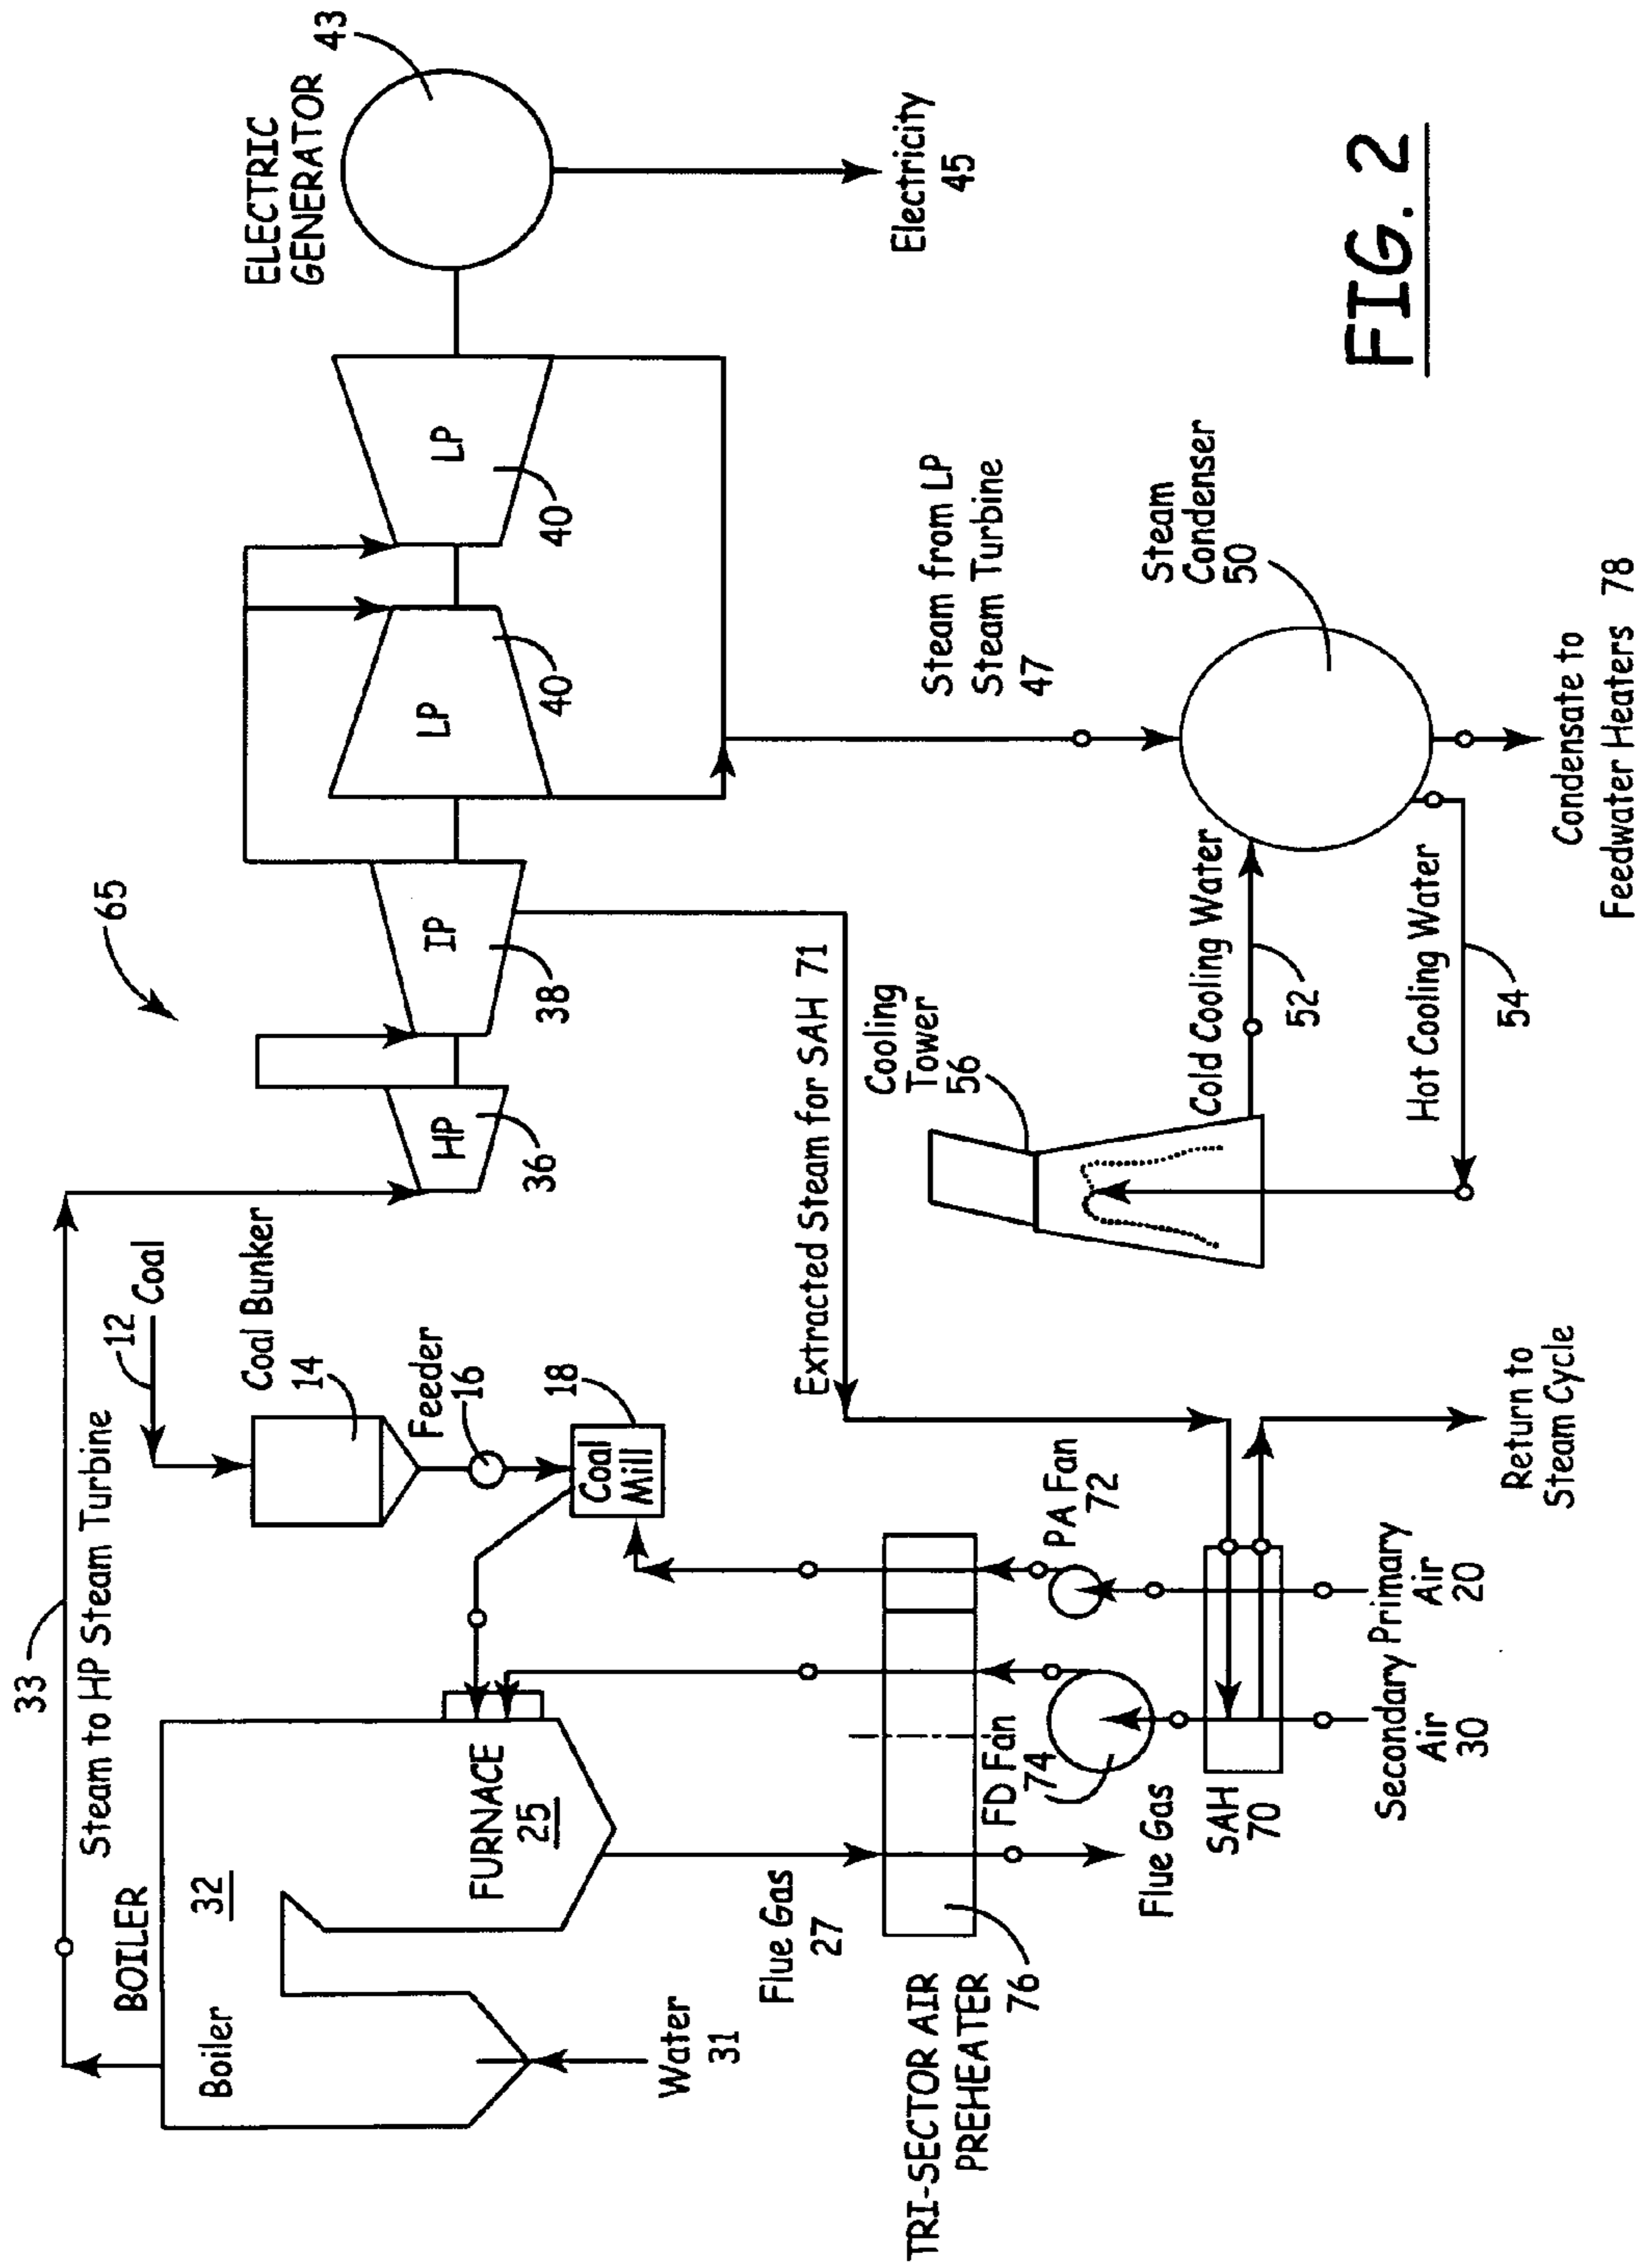 33
Steam to HP Steam Turbine
12
Coal
65
BOILER
Boiler
32
FURNACE
25
Coal Bunker
14
Feeder
16
Coal
Mill
18
HP
36
IP
38
LP
40
LP
40
ELECTRIC
GENERATOR
43
Electricity
45
Water
31
Flue Gas
27
Extracted Steam for SAH 71
Steam from LP
Steam Turbine
47
TRI-SECTOR AIR
PREHEATER
76
FD Fan
74
PA Fan
72
Flue Gas
SAH
70
Secondary
Air
30
Primary
Air
20
Return to
Steam Cycle
Cooling
Tower
56
Cold Cooling Water
52
Hot Cooling Water
54
Steam
Condenser
50
Condensate to
Feedwater Heaters 78
FIG. 2